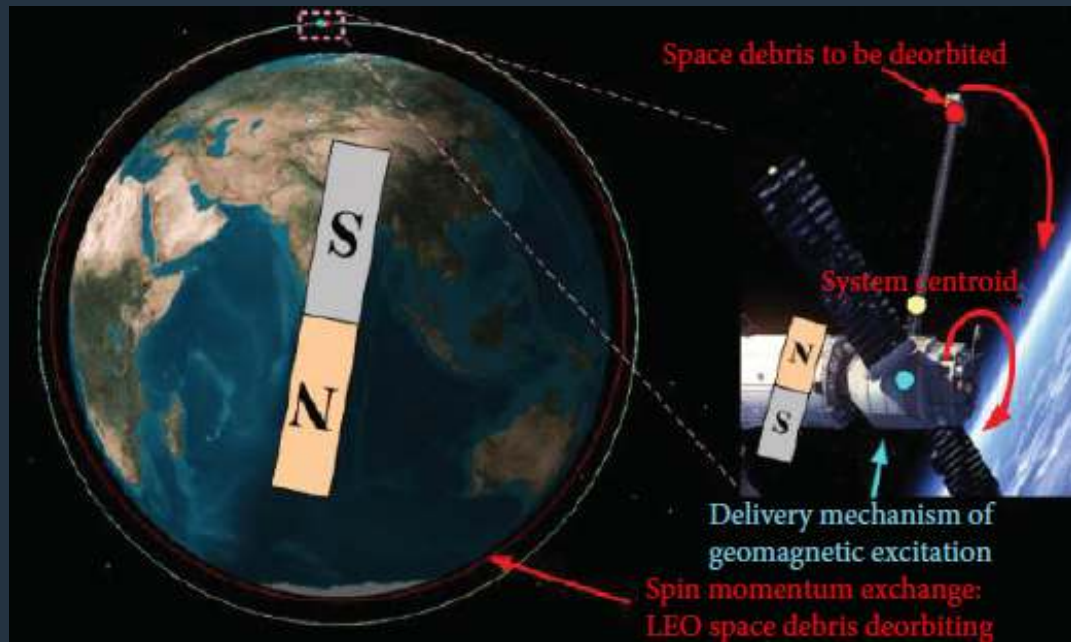 Space debris to be deorbited
System centroid
S
N
N
S
Delivery mechanism of
geomagnetic excitation
Spin momentum exchange:
LEO space debris deorbiting